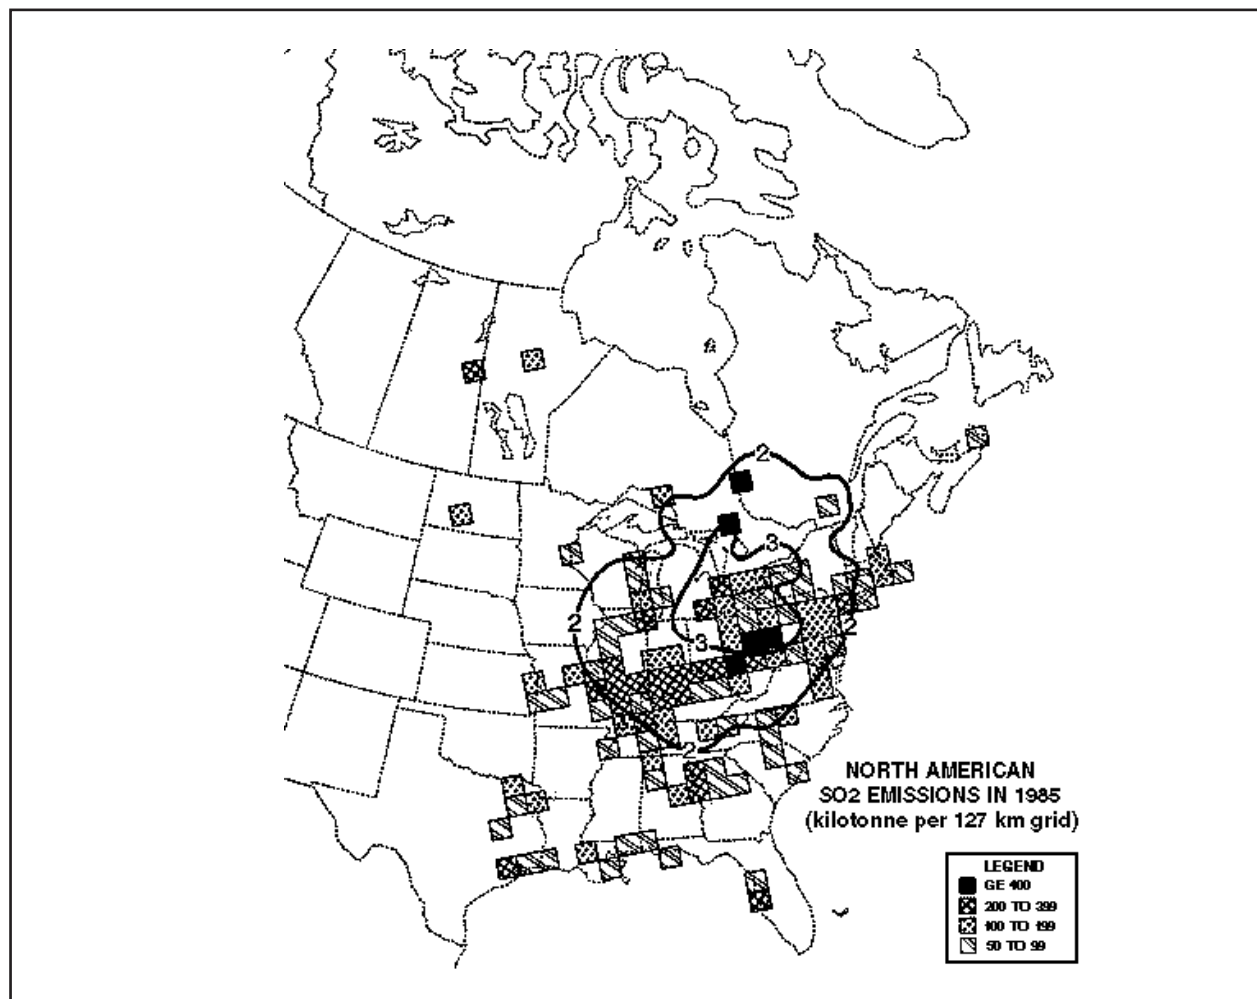 2
3
2
2
3
2
NORTH AMERICAN
SO2 EMISSIONS IN 1985
(kilotonne per 127 km grid)
LEGEND
GE 400
200 TO 399
100 TO 199
50 TO 99